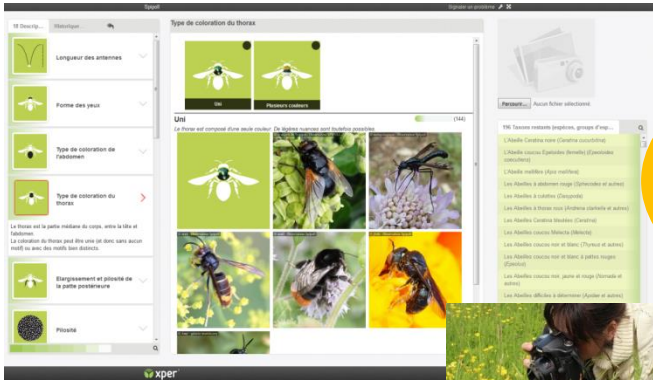 Spipoll
Signaler un problème
18 Descrip...
Historique
Longueur des antennes
Forme des yeux
Type de coloration de
l'abdomen
Type de coloration du
thorax
Le thorax est la partie médiane du corps, entre la tête et
l'abdomen.
La coloration du thorax peut être unie (et donc sans aucun
motif) ou avec des motifs bien distincts.
Elargissement et pilosité de
la patte postérieure
Pilosité
Type de coloration du thorax
Uni
Plusieurs couleurs
Uni
(144)
Le thorax est composé d'une seule couleur. De légères nuances sont toutefois possibles.
Parcourir... Aucun fichier sélectionné.
196 Taxons restants (espèces, groupes d'esp...
L'Abeille Ceratina noire (Ceratina cucurbitina)
L'Abeille coucou Epeoloides (femelle) (Epeoloides
coecutiens)
L'Abeille mellifère (Apis mellifera)
Les Abeilles à abdomen rouge (Sphecodes et autres)
Les Abeilles à culottes (Dasypoda)
Les Abeilles à thorax roux (Andrena et autres)
Les Abeilles Ceratina bleutées (Ceratina)
Les Abeilles coucou Melecta (Melecta)
Les Abeilles coucou noir et blanc (Thyreus et autres)
Les Abeilles coucou noir et blanc à pattes rouges
(Epeolus)
Les Abeilles coucou noir, jaune et rouge (Nomada et
autres)
Les Abeilles difficiles à déterminer (Apidae et autres)
xper